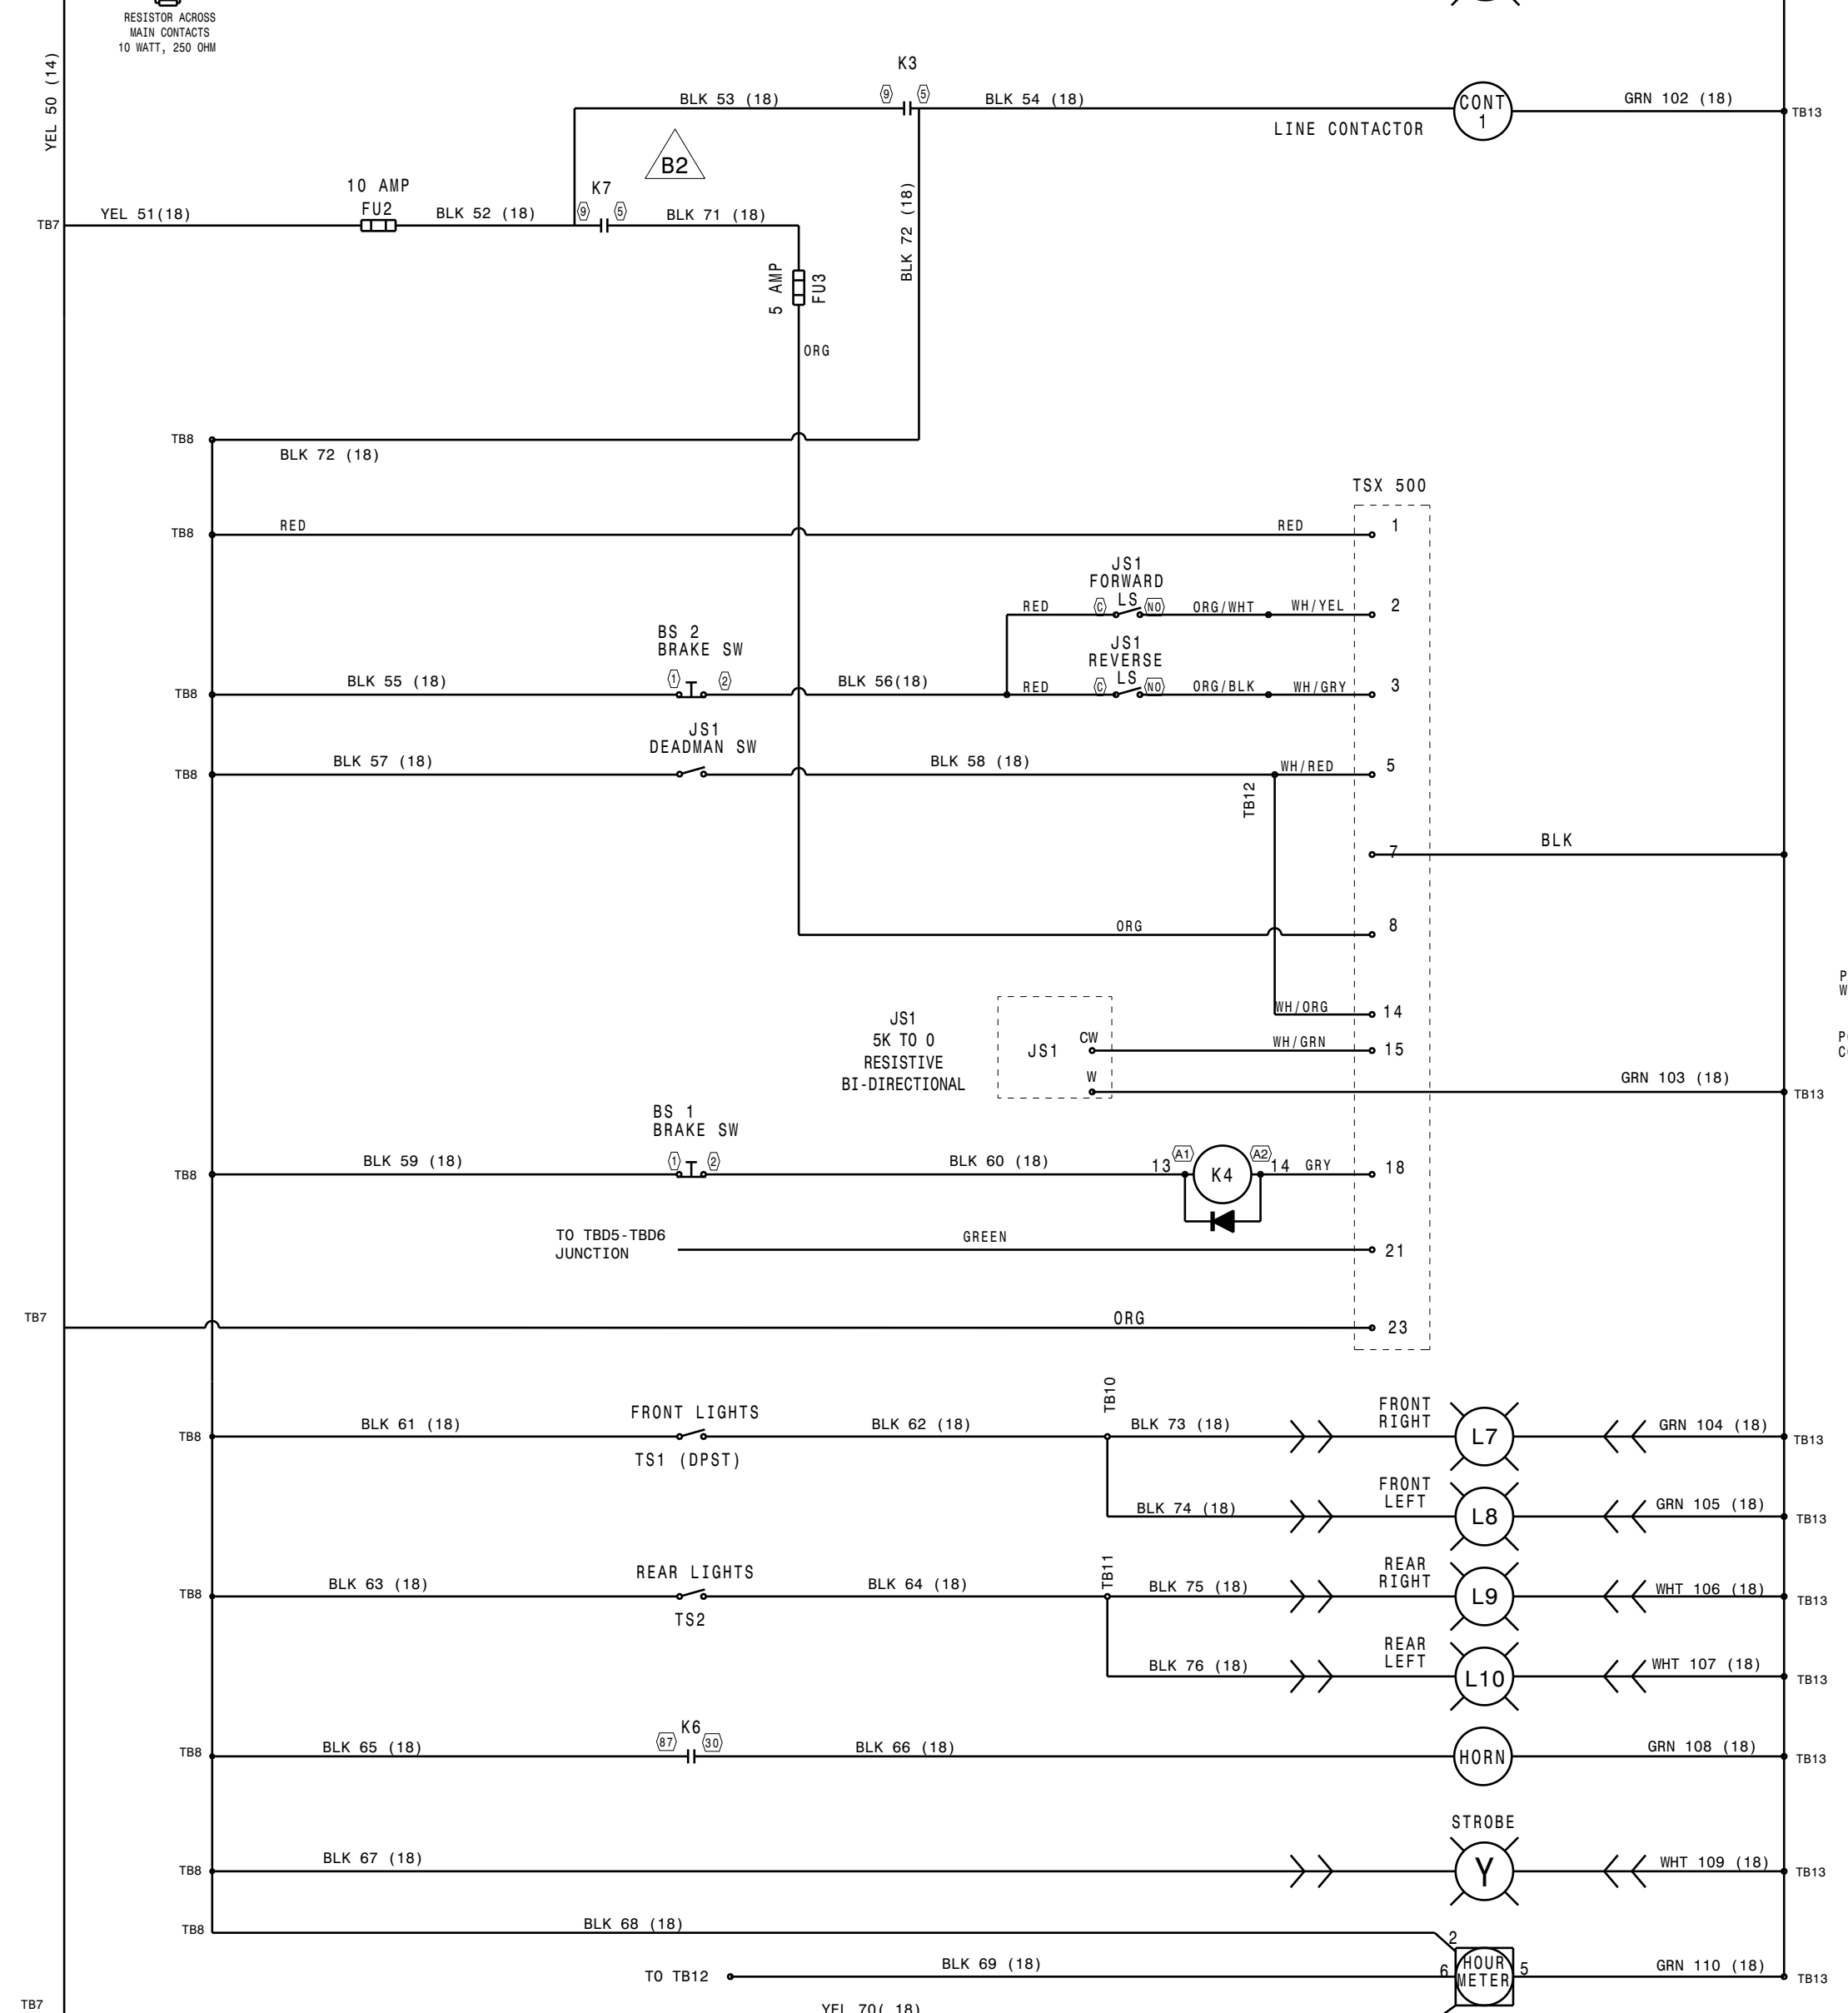 RESISTOR ACROSS
MAIN CONTACTS
10 WATT, 250 OHM
YEL 50 (14)
K3
BLK 53 (18)
9
5
BLK 54 (18)
CONT
1
GRN 102 (18)
TB13
LINE CONTACTOR
B2
10 AMP
FU2
K7
TB7
YEL 51(18)
BLK 52 (18)
9
5
BLK 71 (18)
BLK 72 (18)
5 AMP
FU3
ORG
TB8
BLK 72 (18)
TSX 500
TB8
RED
RED
1
JS1
FORWARD
LS
RED
C
NO
ORG/WHT
WH/YEL
2
BS 2
BRAKE SW
JS1
REVERSE
LS
TB8
BLK 55 (18)
1
2
BLK 56(18)
RED
C
NO
ORG/BLK
WH/GRY
3
JS1
DEADMAN SW
TB8
BLK 57 (18)
BLK 58 (18)
WH/RED
5
TB12
7
BLK
ORG
8
WH/ORG
14
JS1
5K TO 0
RESISTIVE
BI-DIRECTIONAL
JS1
CW
W
WH/GRN
15
GRN 103 (18)
TB13
BS 1
BRAKE SW
TB8
BLK 59 (18)
1
2
BLK 60 (18)
13
A1
K4
A2
14
GRY
18
TO TBD5-TBD6
JUNCTION
GREEN
21
TB7
ORG
23
TB10
FRONT LIGHTS
TB8
BLK 61 (18)
BLK 62 (18)
BLK 73 (18)
FRONT
RIGHT
L7
GRN 104 (18)
TB13
TS1 (DPST)
BLK 74 (18)
FRONT
LEFT
L8
GRN 105 (18)
TB13
TB11
REAR LIGHTS
TB8
BLK 63 (18)
BLK 64 (18)
BLK 75 (18)
REAR
RIGHT
L9
WHT 106 (18)
TB13
TS2
BLK 76 (18)
REAR
LEFT
L10
WHT 107 (18)
TB13
K6
TB8
BLK 65 (18)
87
30
BLK 66 (18)
HORN
GRN 108 (18)
TB13
STROBE
TB8
BLK 67 (18)
Y
WHT 109 (18)
TB13
TB8
BLK 68 (18)
2
TO TB12
BLK 69 (18)
6
HOUR
METER
5
GRN 110 (18)
TB13
TB7
YEL 70( 18)